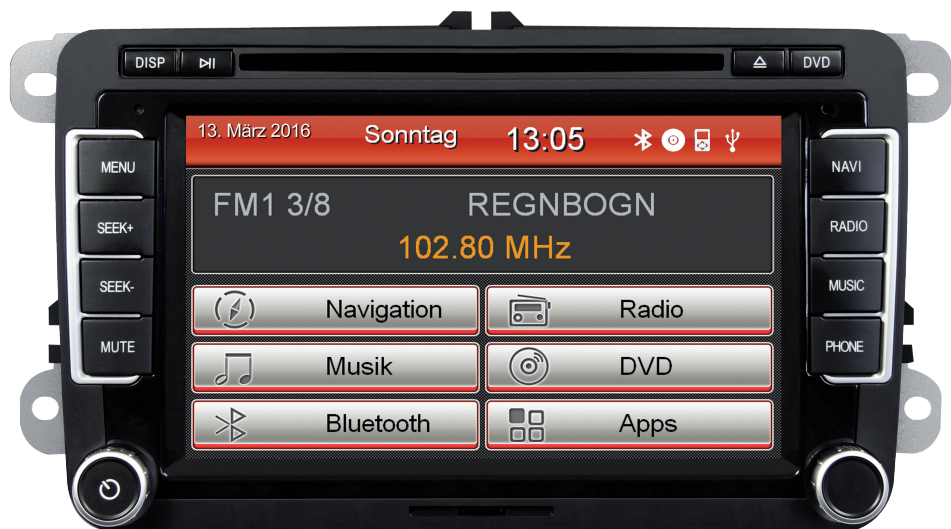 DISP
DVD
13. März 2016 Sonntag 13:05
MENU
NAVI
FM1 3/8 REGNBOGN
SEEK+
RADIO
102.80 MHz
SEEK-
MUSIC
Navigation Radio
MUTE
PHONE
Musik DVD
Bluetooth Apps